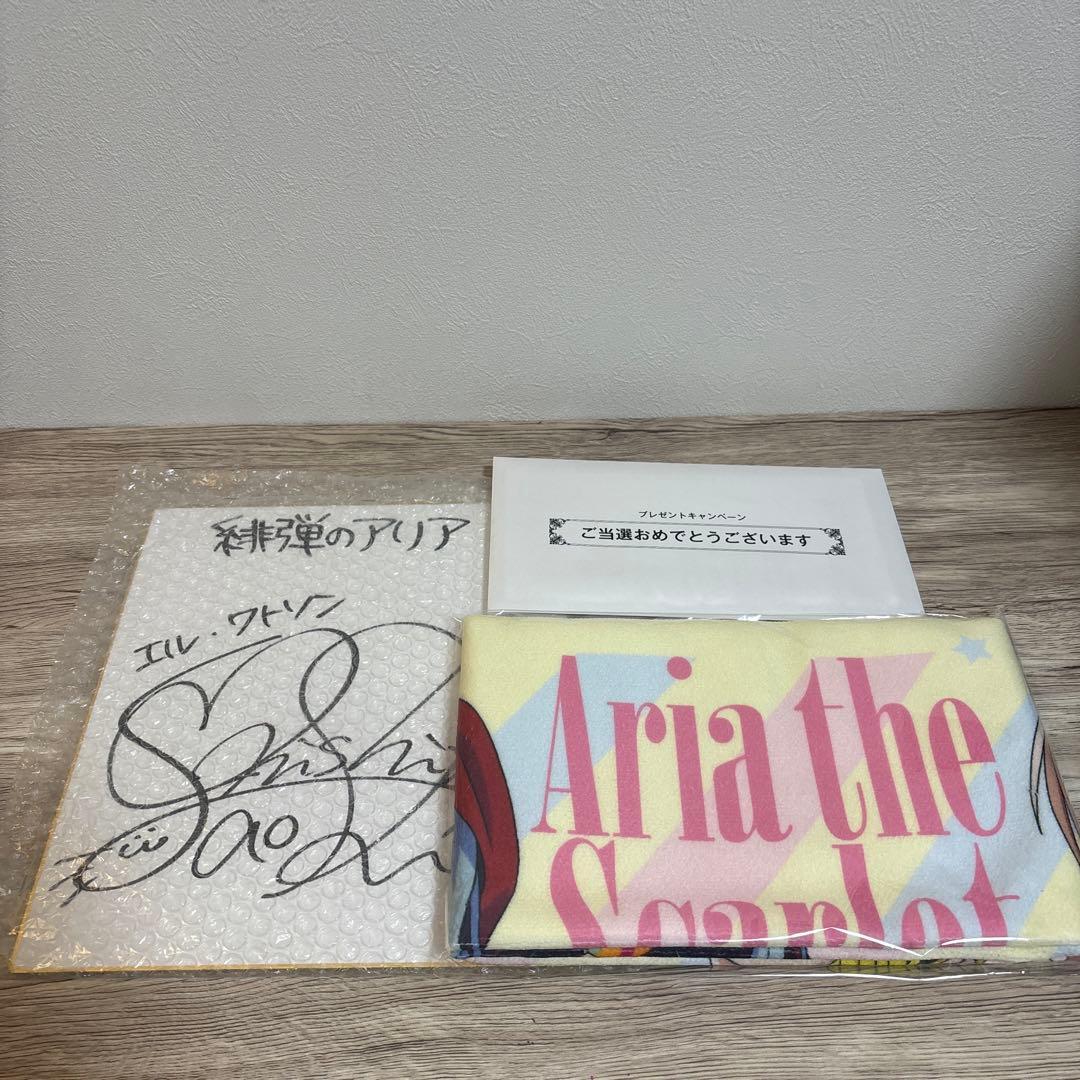 緋弾のアリア
エル・ワトソン
プレゼントキャンペーン
ご当選おめでとうございます
Aria the
Scarlet